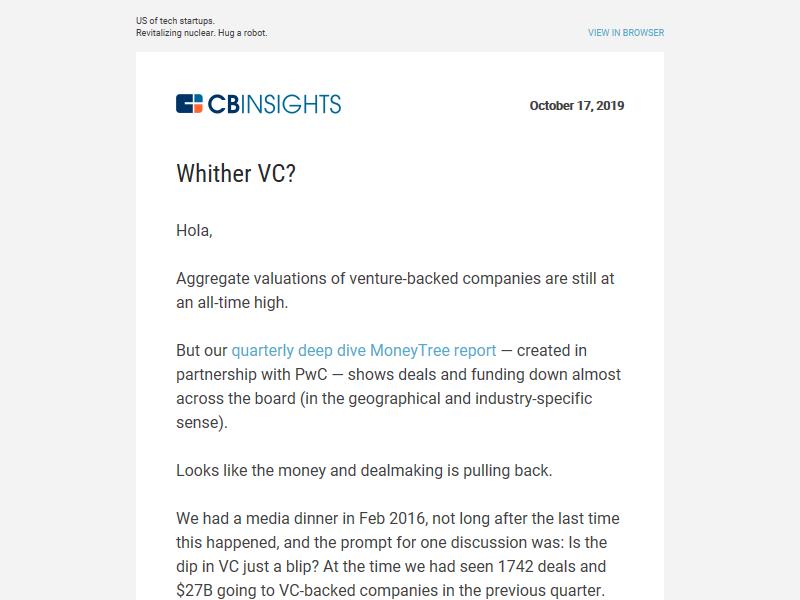 US of tech startups.
Revitalizing nuclear. Hug a robot.
VIEW IN BROWSER
CBINSIGHTS
October 17, 2019
Whither VC?
Hola,
Aggregate valuations of venture-backed companies are still at
an all-time high.
But our quarterly deep dive MoneyTree report — created in
partnership with PwC — shows deals and funding down almost
across the board (in the geographical and industry-specific
sense).
Looks like the money and dealmaking is pulling back.
We had a media dinner in Feb 2016, not long after the last time
this happened, and the prompt for one discussion was: Is the
dip in VC just a blip? At the time we had seen 1742 deals and
$27B going to VC-backed companies in the previous quarter.